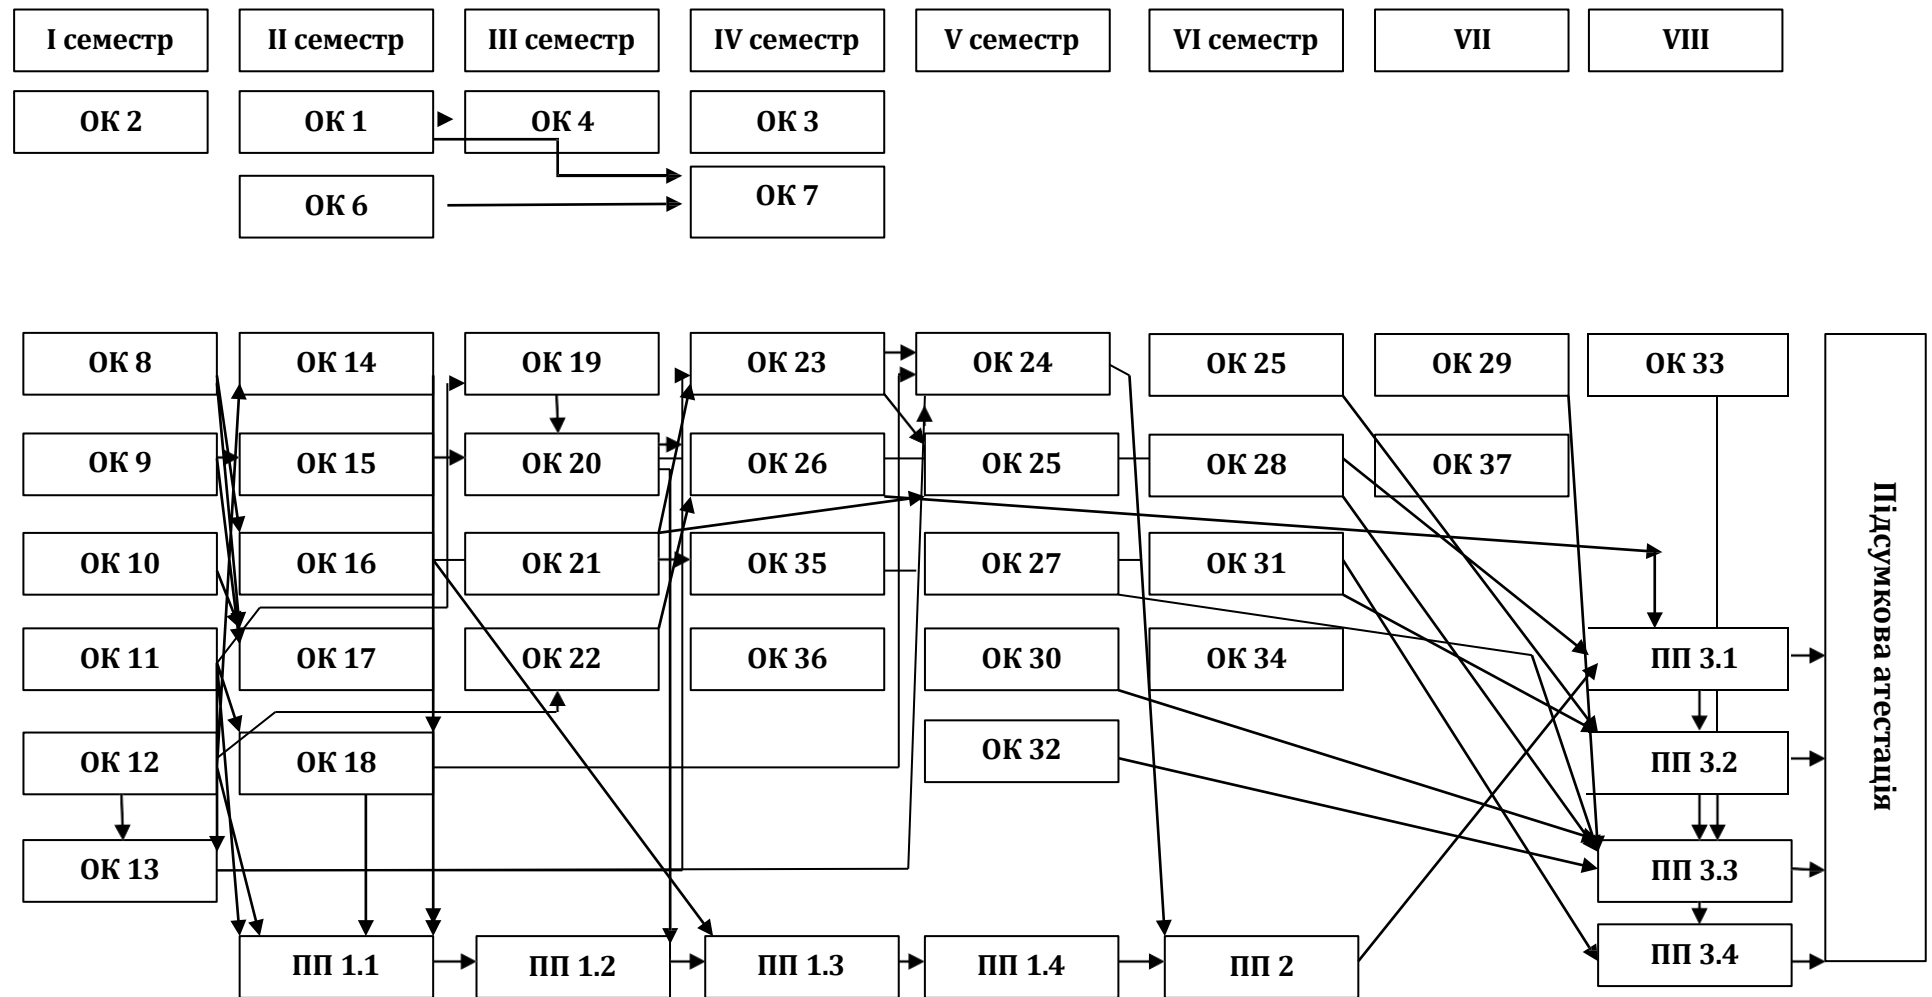 I семестр
II семестр
III семестр
IV семестр
V семестр
VI семестр
VII
VIII
ОК 2
ОК 1
ОК 4
ОК 3
ОК 6
ОК 7
ОК 8
ОК 14
ОК 19
ОК 23
ОК 24
ОК 25
ОК 29
ОК 33
ОК 9
ОК 15
ОК 20
ОК 26
ОК 25
ОК 28
ОК 37
ОК 10
ОК 16
ОК 21
ОК 35
ОК 27
ОК 31
ОК 11
ОК 17
ОК 22
ОК 36
ОК 30
ОК 34
ПП 3.1
ОК 12
ОК 18
ОК 32
ПП 3.2
ОК 13
ПП 3.3
ПП 1.1
ПП 1.2
ПП 1.3
ПП 1.4
ПП 2
ПП 3.4
Підсумкова атестація